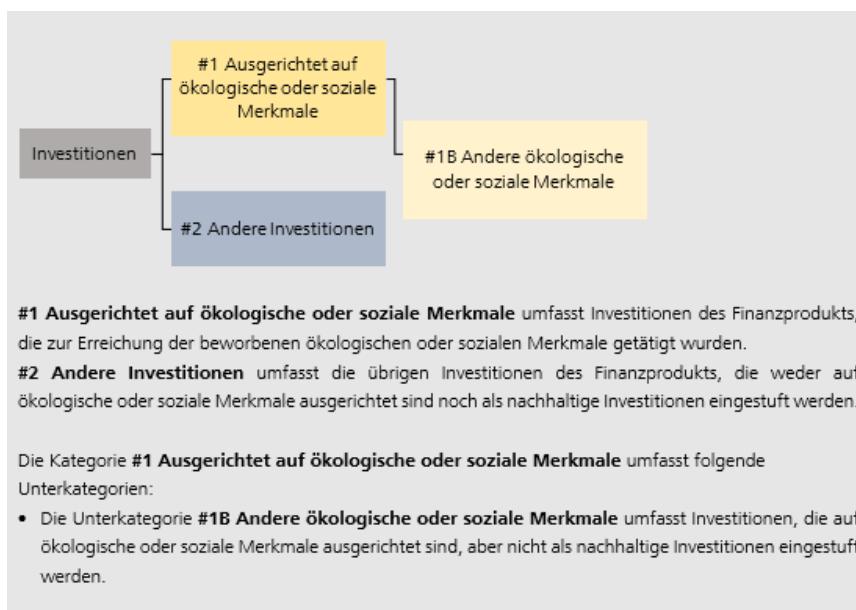 #1 Ausgerichtet auf
ökologische oder soziale
Merkmale
Investitionen
#1B Andere ökologische
oder soziale Merkmale
#2 Andere Investitionen
#1 Ausgerichtet auf ökologische oder soziale Merkmale umfasst Investitionen des Finanzprodukts,
die zur Erreichung der beworbenen ökologischen oder sozialen Merkmale getätigt wurden.
#2 Andere Investitionen umfasst die übrigen Investitionen des Finanzprodukts, die weder auf
ökologische oder soziale Merkmale ausgerichtet sind noch als nachhaltige Investitionen eingestuft werden.
Die Kategorie #1 Ausgerichtet auf ökologische oder soziale Merkmale umfasst folgende
Unterkategorien:
• Die Unterkategorie #1B Andere ökologische oder soziale Merkmale umfasst Investitionen, die auf
ökologische oder soziale Merkmale ausgerichtet sind, aber nicht als nachhaltige Investitionen eingestuft
werden.